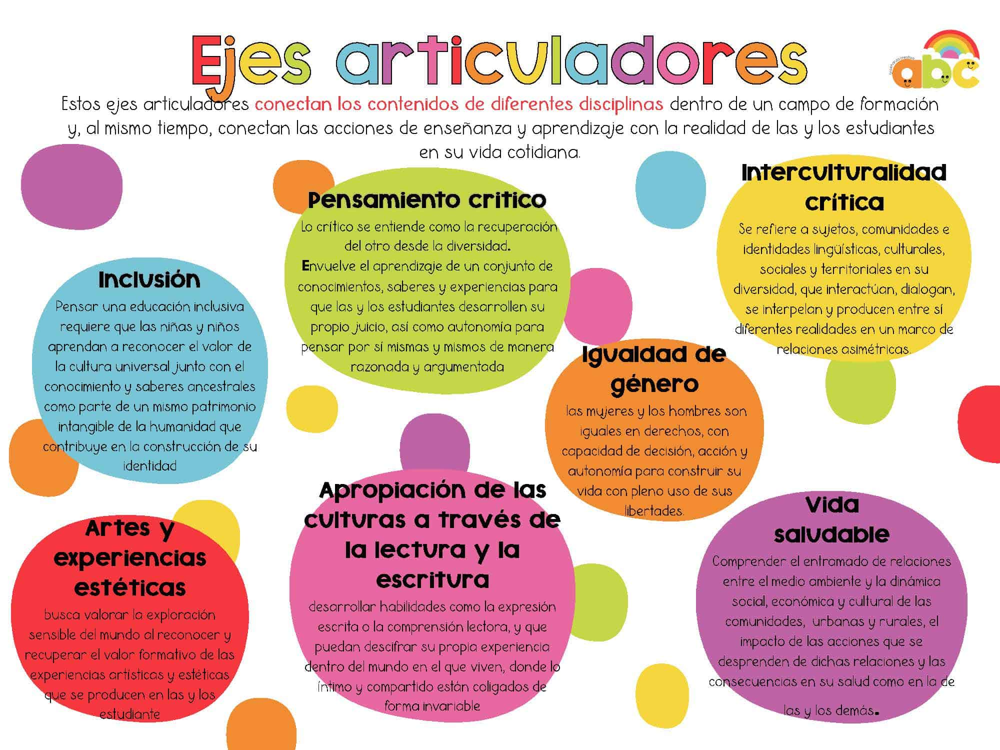 Ejes articuladores
enseñanza creativa
abc
Estos ejes articuladores conectan los contenidos de diferentes disciplinas dentro de un campo de formación
y, al mismo tiempo, conectan las acciones de enseñanza y aprendizaje con la realidad de las y los estudiantes
en su vida cotidiana.
Inclusión
Pensar una educación inclusiva
requiere que las niñas y niños
aprendan a reconocer el valor de
la cultura universal junto con el
conocimiento y saberes ancestrales
como parte de un mismo patrimonio
intangible de la humanidad que
contribuye en la construcción de su
identidad
Pensamiento critico
Lo crítico se entiende como la recuperación
del otro desde la diversidad.
Envuelve el aprendizaje de un conjunto de
conocimientos, saberes y experiencias para
que las y los estudiantes desarrollen su
propio juicio, así como autonomía para
pensar por sí mismas y mismos de manera
razonada y argumentada
Interculturalidad
crítica
Se refiere a sujetos, comunidades e
identidades lingüísticas, culturales,
sociales y territoriales en su
diversidad, que interactúan, dialogan,
se interpelan y producen entre sí
diferentes realidades en un marco de
relaciones asimétricas.
Igualdad de
género
las mujeres y los hombres son
iguales en derechos, con
capacidad de decisión, acción y
autonomía para construir su
vida con pleno uso de sus
libertades.
Artes y
experiencias
estéticas
busca valorar la exploración
sensible del mundo al reconocer y
recuperar el valor formativo de las
experiencias artísticas y estéticas
que se producen en las y los
estudiante
Apropiación de las
culturas a través de
la lectura y la
escritura
desarrollar habilidades como la expresión
escrita o la comprensión lectora, y que
puedan descifrar su propia experiencia
dentro del mundo en el que viven, donde lo
íntimo y compartido están coligados de
forma invariable
Vida
saludable
Comprender el entramado de relaciones
entre el medio ambiente y la dinámica
social, económica y cultural de las
comunidades, urbanas y rurales, el
impacto de las acciones que se
desprenden de dichas relaciones y las
consecuencias en su salud como en la de
las y los demás.